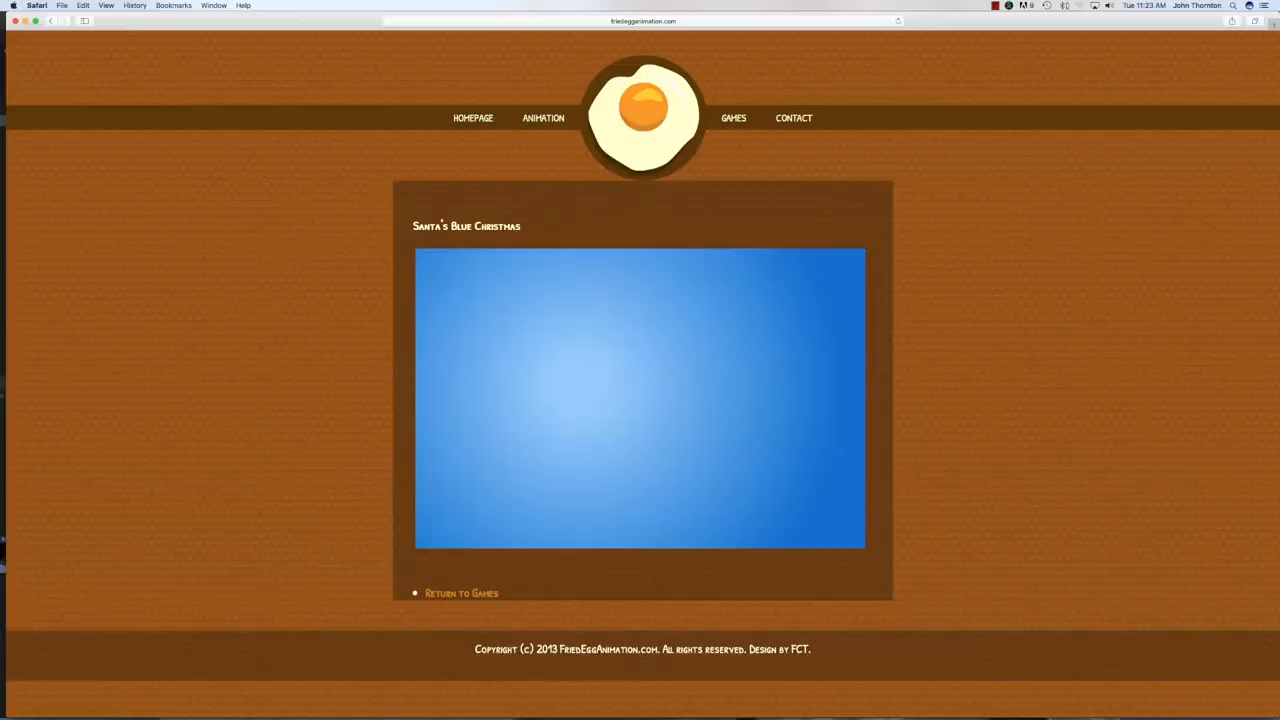 Safari File Edit View History Bookmarks Window Help
9 Tue 11:23 AM John Thornton
friedegganimation.com
HOMEPAGE ANIMATION GAMES CONTACT
Santa's Blue Christmas
Return to Games
Copyright (c) 2013 FriedEggAnimation.com. All rights reserved. Design by FCT.